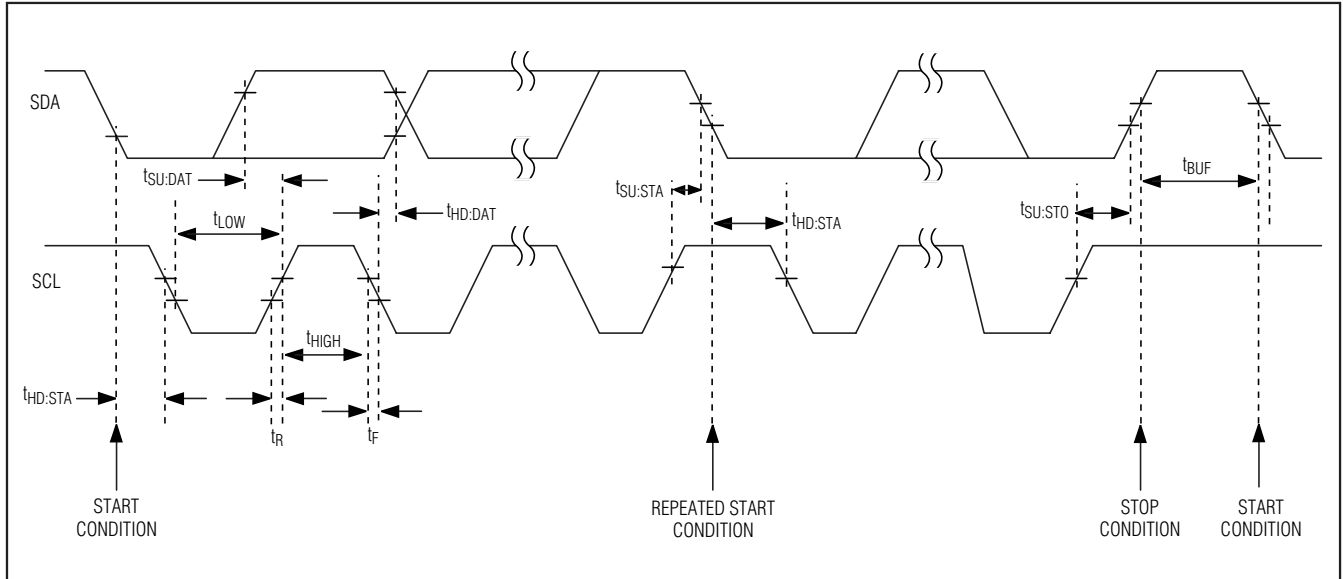 SDA
tSU:DAT
tLOW
tHD:DAT
tSU:STA
tHD:STA
tSU:STO
tBUF
SCL
tHIGH
tHD:STA
tR
tF
START
CONDITION
REPEATED START
CONDITION
STOP
CONDITION
START
CONDITION